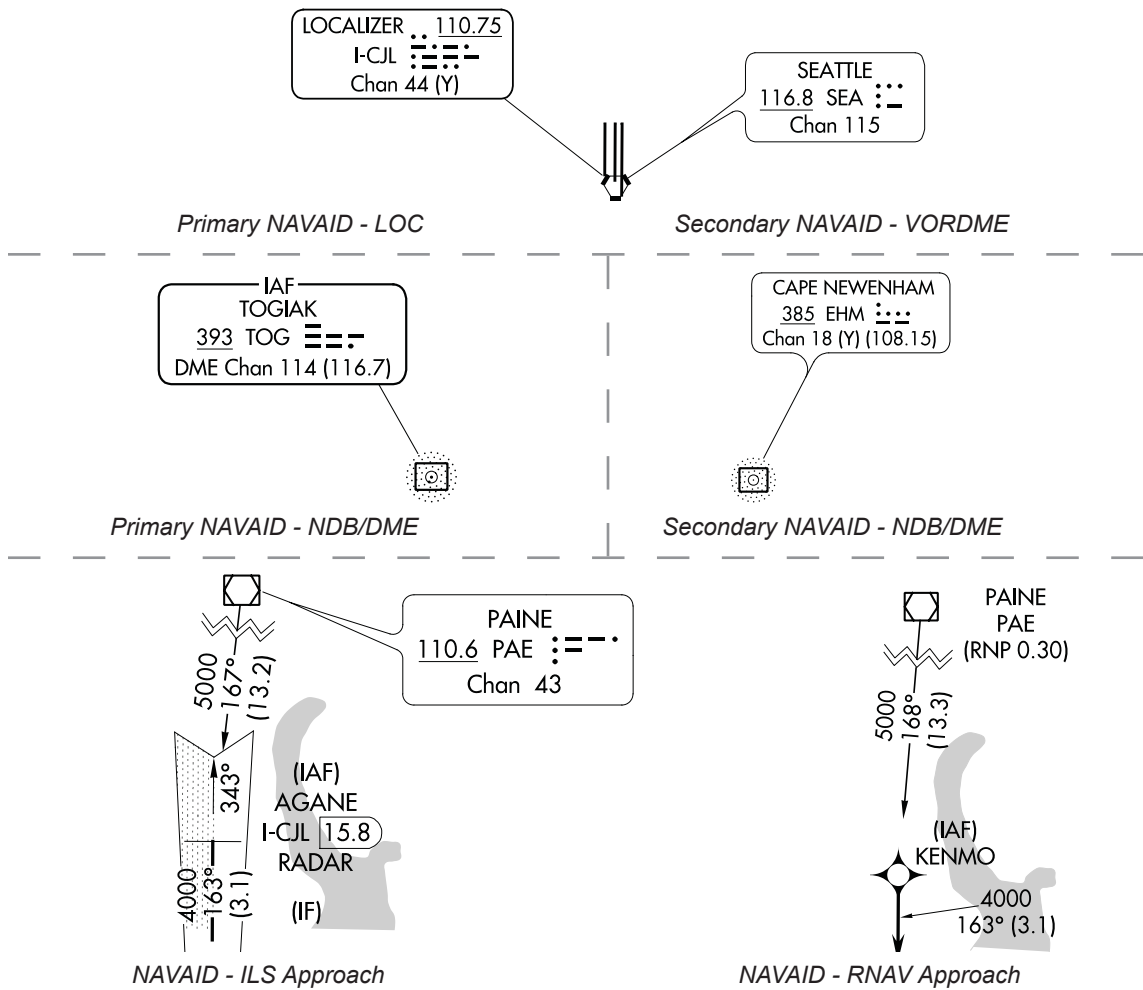 LOCALIZER 110.75
I-CJL
Chan 44 (Y)
SEATTLE
116.8 SEA
Chan 115
Primary NAVAID - LOC
Secondary NAVAID - VORDME
IAF
TOGIAK
393 TOG
DME Chan 114 (116.7)
CAPE NEWENHAM
385 EHM
Chan 18 (Y) (108.15)
Primary NAVAID - NDB/DME
Secondary NAVAID - NDB/DME
PAINE
110.6 PAE
Chan 43
5000
167°
(13.2)
343°
(IAF)
AGANE
I-CJL 15.8
RADAR
(IF)
4000
163°
(3.1)
NAVAID - ILS Approach
PAINE
PAE
(RNP 0.30)
5000
168°
(13.3)
(IAF)
KENMO
4000
163° (3.1)
NAVAID - RNAV Approach